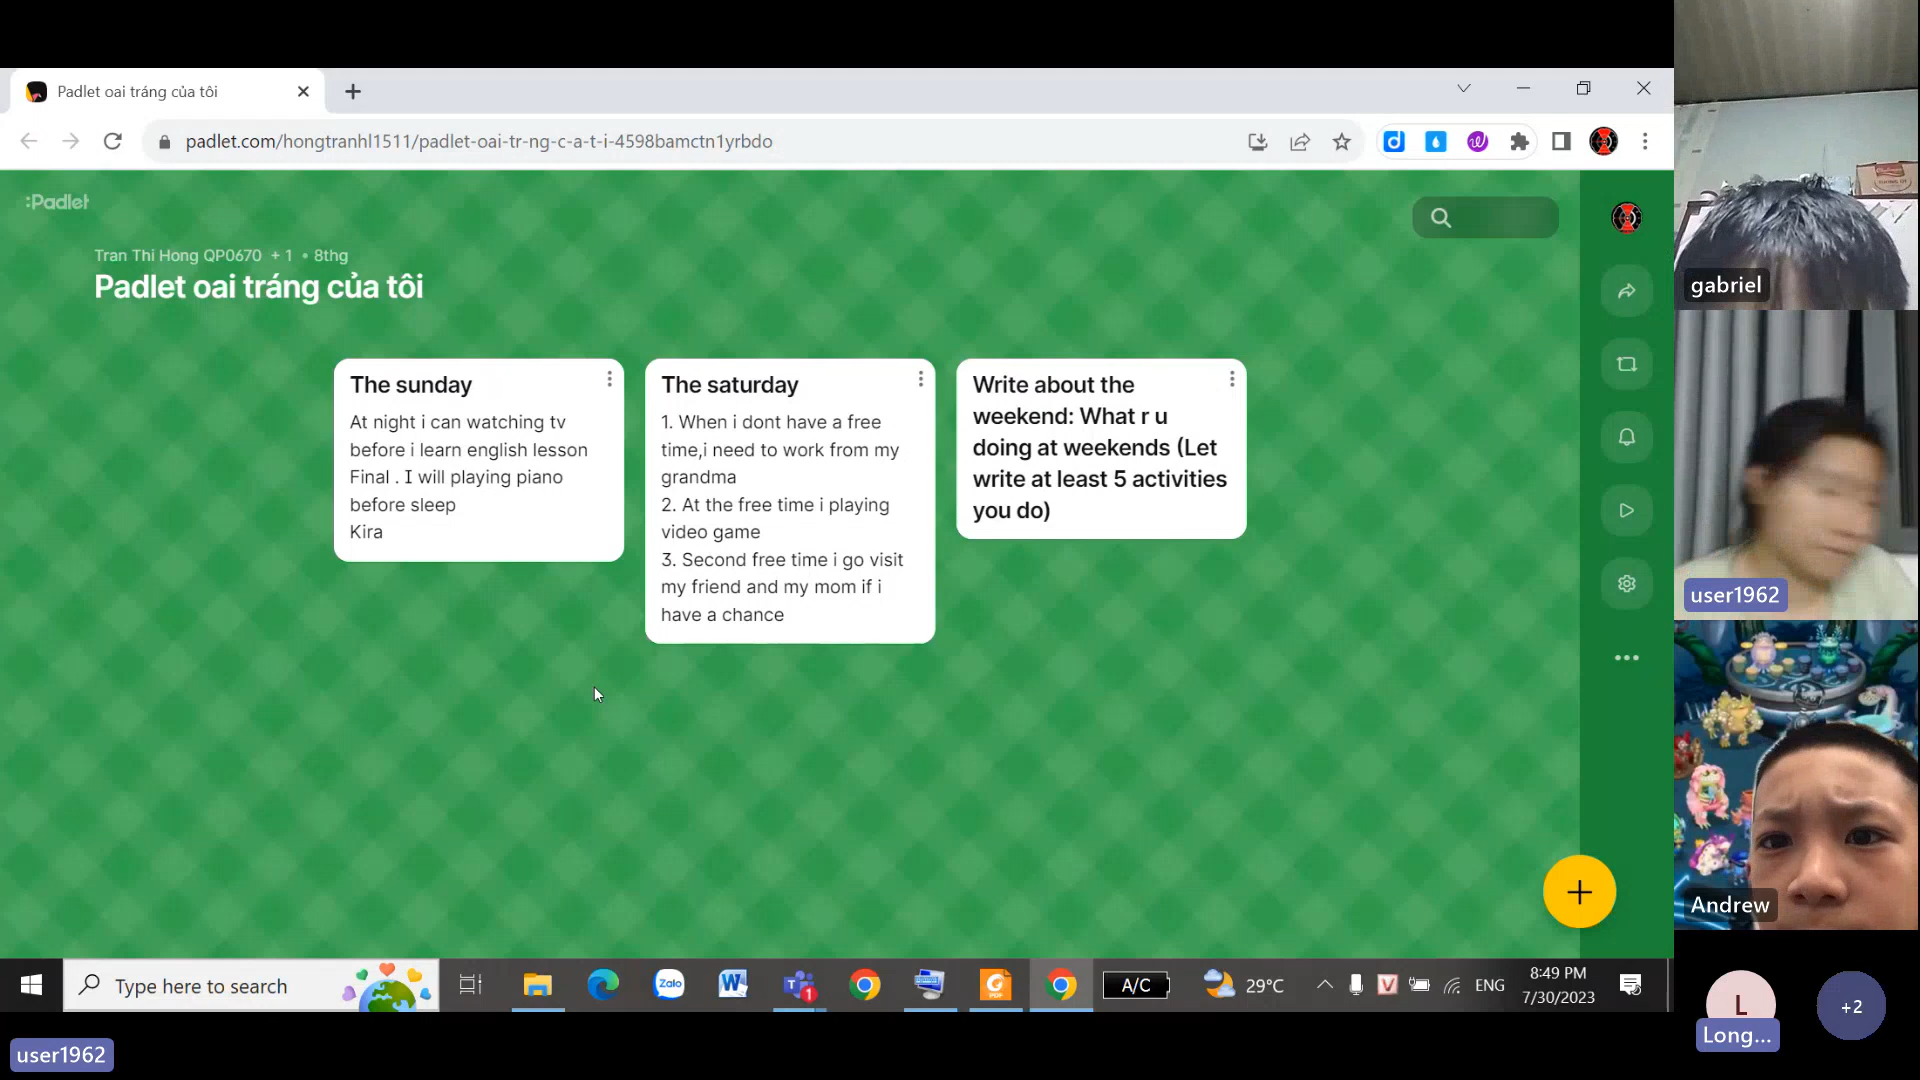 Padlet oai tráng của tôi
padlet.com/hongtranhl1511/padlet-oai-tr-ng-c-a-t-i-4598bamctn1yrbdo
:Padlet
Tran Thi Hong QP0670 + 1 • 8thg
Padlet oai tráng của tôi
The sunday
At night i can watching tv
before i learn english lesson
Final . I will playing piano
before sleep
Kira
The saturday
1. When i dont have a free
time,i need to work from my
grandma
2. At the free time i playing
video game
3. Second free time i go visit
my friend and my mom if i
have a chance
Write about the
weekend: What r u
doing at weekends (Let
write at least 5 activities
you do)
gabriel
user1962
Andrew
L
Long...
+2
Type here to search
Zalo
W
T
1
PDF
A/C
29°C
V
ENG
8:49 PM
7/30/2023
user1962